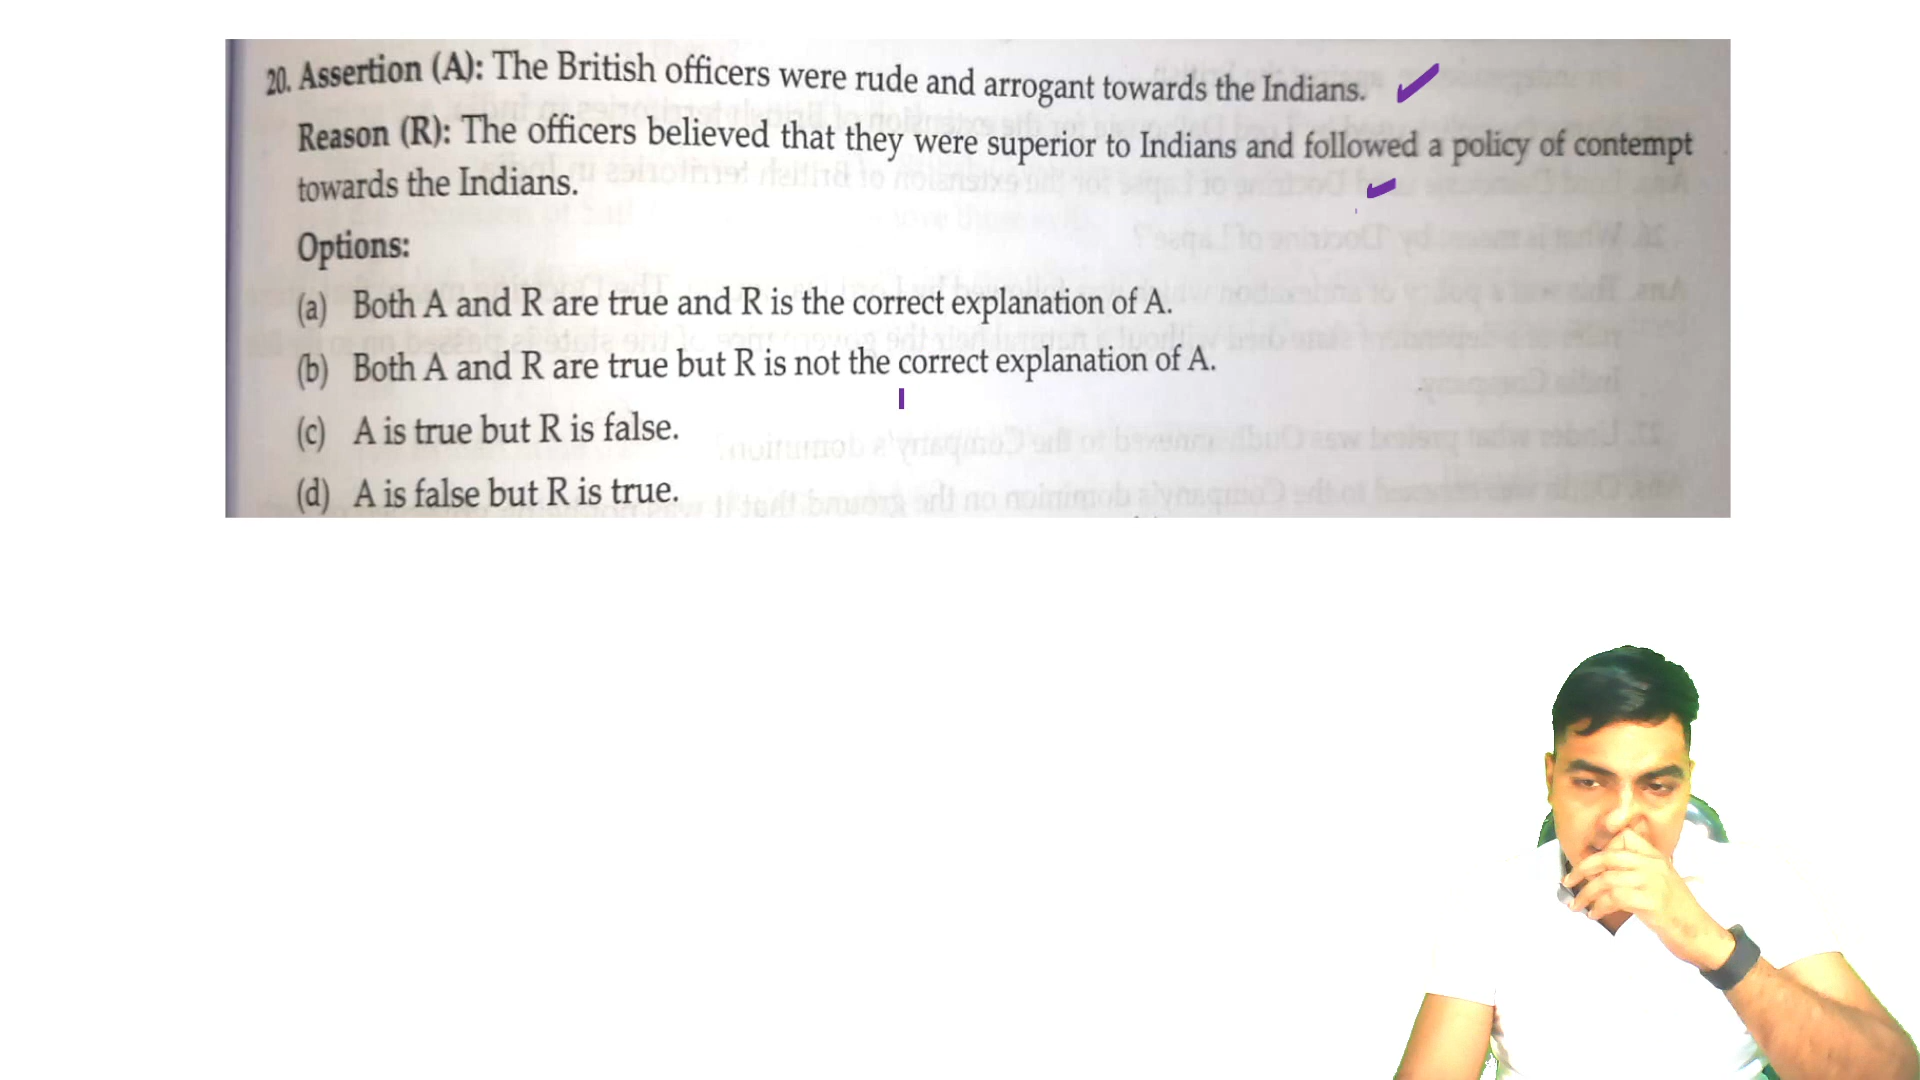 20. Assertion (A): The British officers were rude and arrogant towards the Indians.
Reason (R): The officers believed that they were superior to Indians and followed a policy of contempt
towards the Indians.
Options:
(a) Both A and R are true and R is the correct explanation of A.
(b) Both A and R are true but R is not the correct explanation of A.
(c) A is true but R is false.
(d) A is false but R is true.